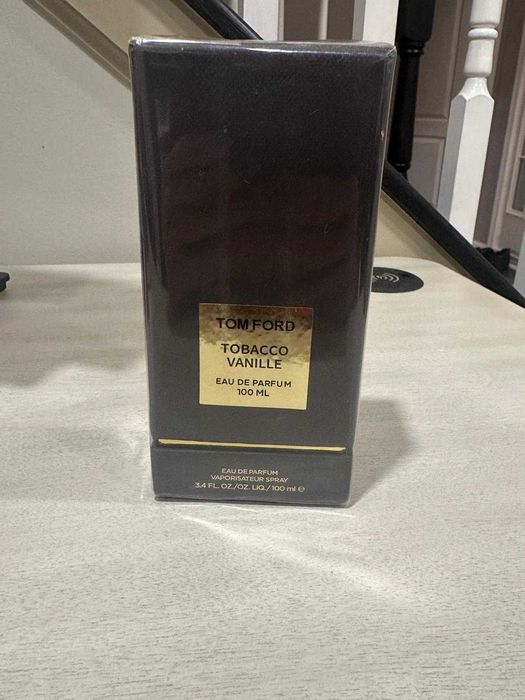 TOM FORD
TOBACCO
VANILLE
EAU DE PARFUM
100 ML
EAU DE PARFUM
VAPORISATEUR SPRAY
3.4 FL. OZ./OZ. LIQ./100 ml ℮